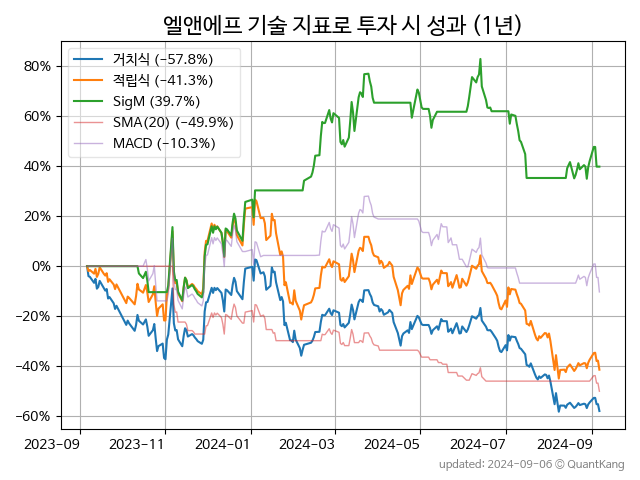 엘앤에프 기술 지표로 투자 시 성과 (1년)
거치식 (−57.8%)
적립식 (−41.3%)
SigM (39.7%)
SMA(20) (−49.9%)
MACD (−10.3%)
80%
60%
40%
20%
0%
−20%
−40%
−60%
2023-09 2023-11 2024-01 2024-03 2024-05 2024-07 2024-09
updated: 2024-09-06 © QuantKang